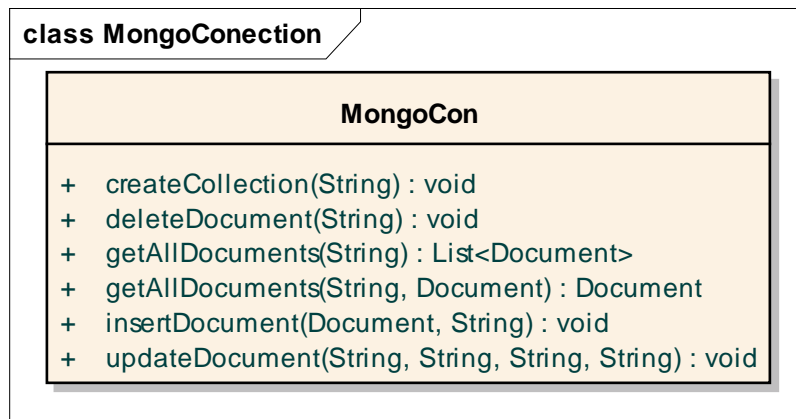 class MongoConection
MongoCon
+ createCollection(String) : void
+ deleteDocument(String) : void
+ getAllDocuments(String) : List<Document>
+ getAllDocuments(String, Document) : Document
+ insertDocument(Document, String) : void
+ updateDocument(String, String, String, String) : void